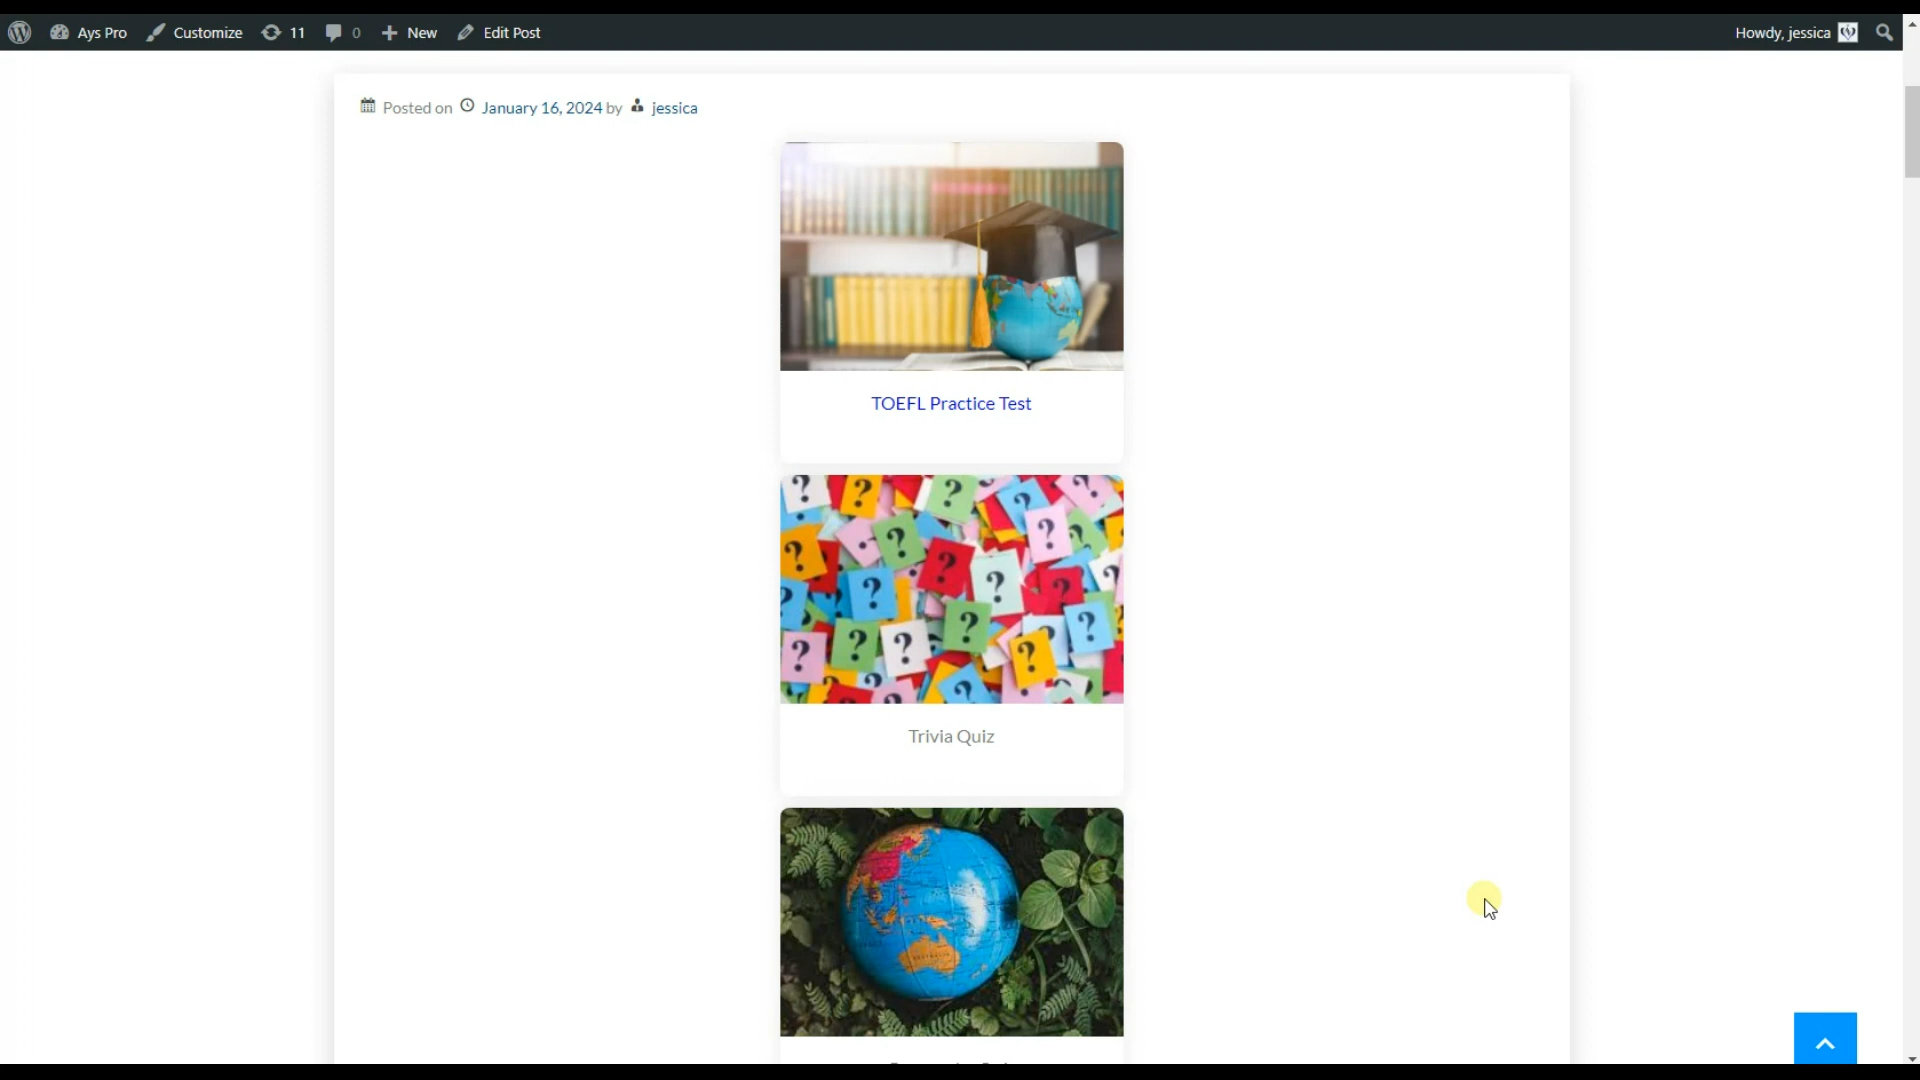 Ays Pro Customize 11 0 New Edit Post Howdy, jessica
Posted on January 16, 2024 by jessica
TOEFL Practice Test
? ? ? ? ? ? ? ? ? ? ? ? ? ? ? ? ? ? ? ?
Trivia Quiz
AUSTRALIA